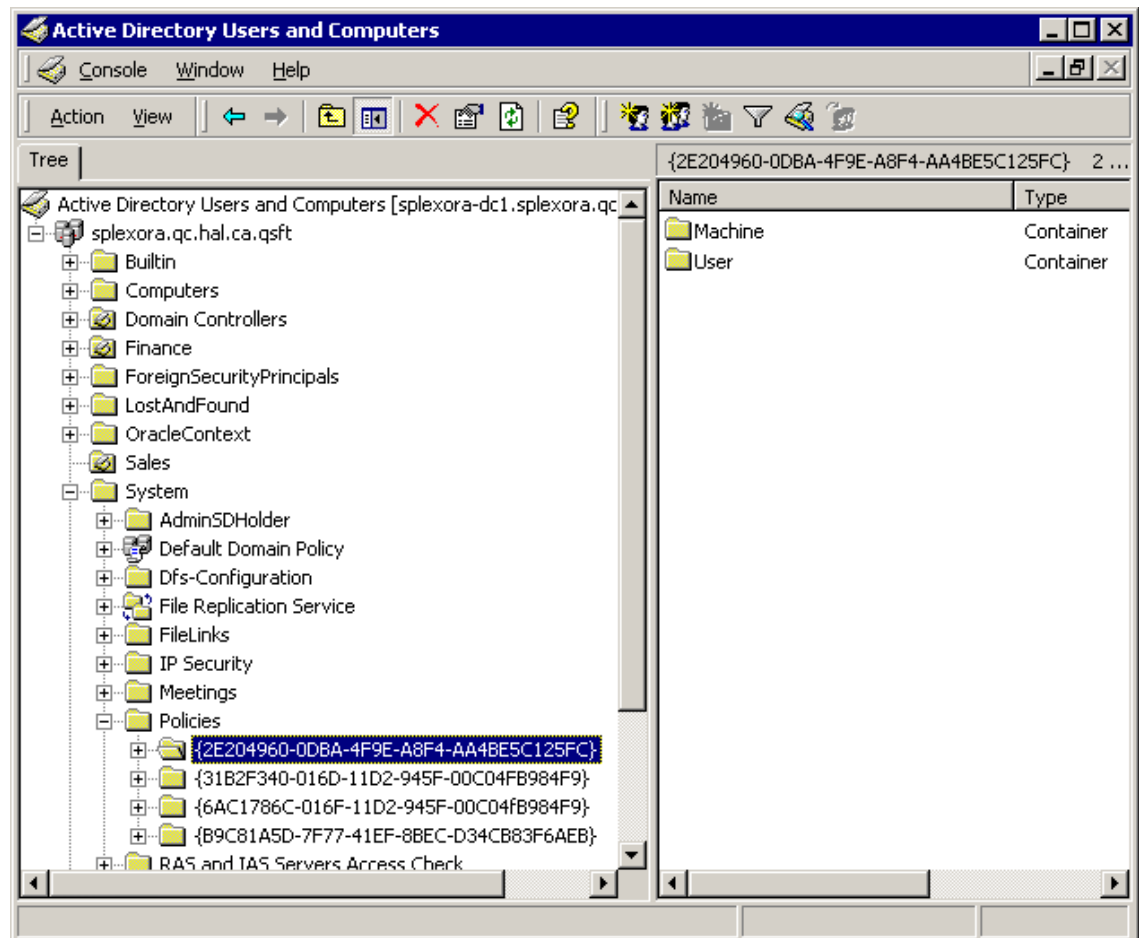 Active Directory Users and Computers
Console Window Help
Action View
Tree
{2E204960-0DBA-4F9E-A8F4-AA4BE5C125FC} 2 ...
Active Directory Users and Computers [splexora-dc1.splexora.qc
splexora.qc.hal.ca.qsft
Builtin
Computers
Domain Controllers
Finance
ForeignSecurityPrincipals
LostAndFound
OracleContext
Sales
System
AdminSDHolder
Default Domain Policy
Dfs-Configuration
File Replication Service
FileLinks
IP Security
Meetings
Policies
{2E204960-0DBA-4F9E-A8F4-AA4BE5C125FC}
{31B2F340-016D-11D2-945F-00C04FB984F9}
{6AC1786C-016F-11D2-945F-00C04fB984F9}
{B9C81A5D-7F77-41EF-8BEC-D34CB83F6AEB}
RAS and IAS Servers Access Check
Name Type
Machine Container
User Container